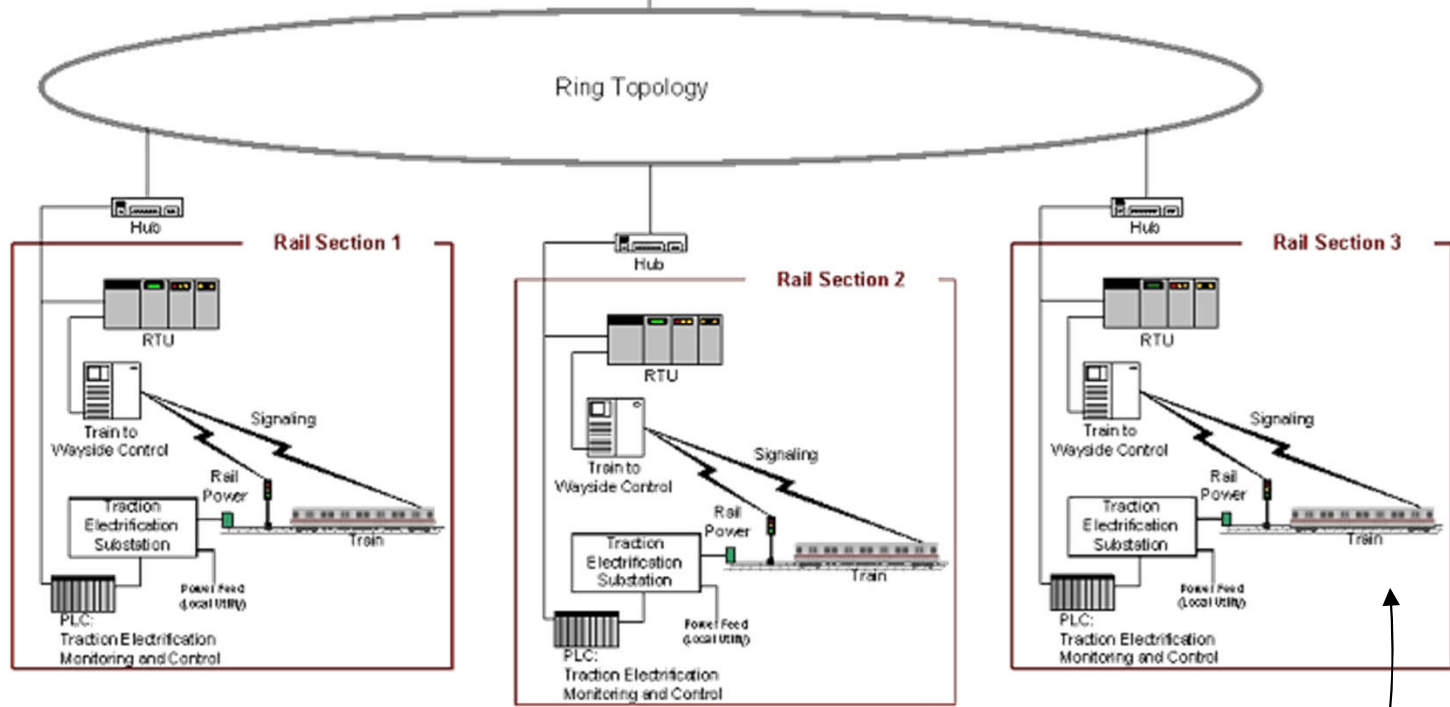 Ring Topology
Hub
Rail Section 1
RTU
Signaling
Train to
Wayside Control
Rail
Power
Traction
Electrification
Substation
Train
Power Feed
(Local Utility)
PLC:
Traction Electrification
Monitoring and Control
Hub
Rail Section 2
RTU
Signaling
Train to
Wayside Control
Rail
Power
Traction
Electrification
Substation
Train
Power Feed
(Local Utility)
PLC:
Traction Electrification
Monitoring and Control
Hub
Rail Section 3
RTU
Signaling
Train to
Wayside Control
Rail
Power
Traction
Electrification
Substation
Train
Power Feed
(Local Utility)
PLC:
Traction Electrification
Monitoring and Control